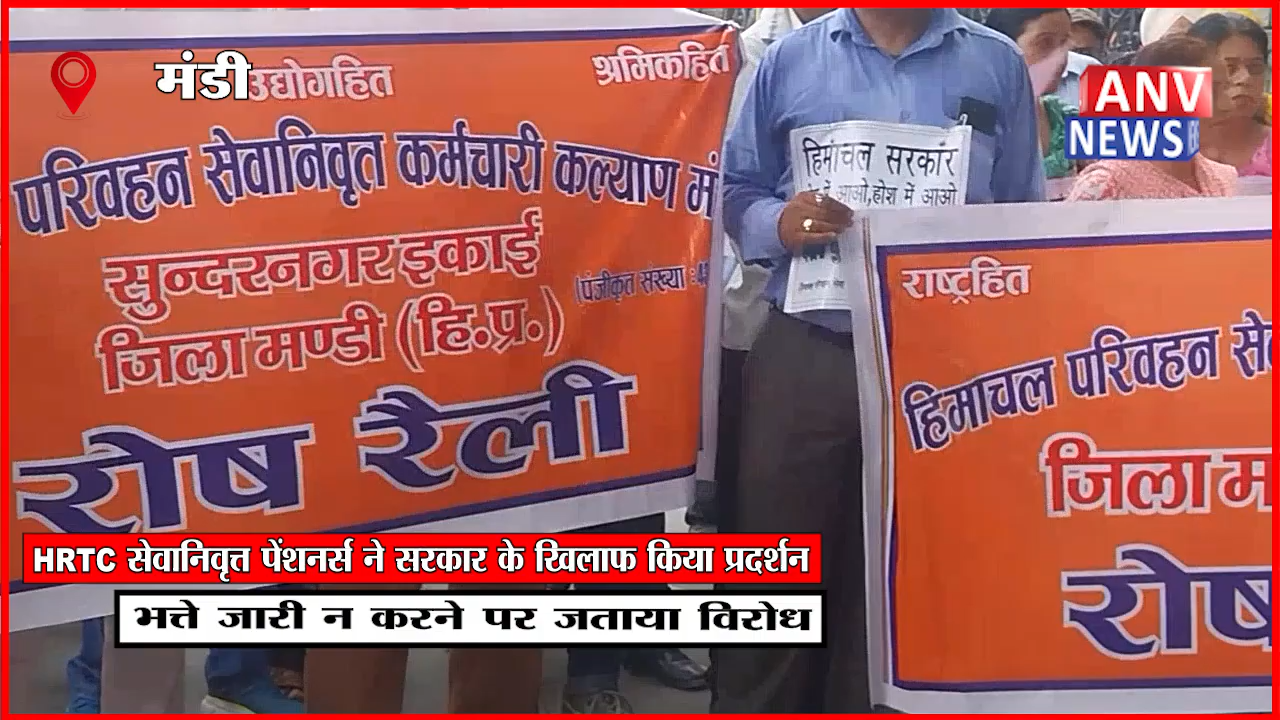 मंडी
उद्योगहित
श्रमिकहित
परिवहन सेवानिवृत कर्मचारी कल्याण मं
सुन्दरनगर इकाई
(पंजीकृत संख्या :
जिला मण्डी (हि.प्र.)
रोष रैली
हिमाचल सरकार
में आओ,होश में आओ
ANV
NEWS
राष्ट्रहित
हिमाचल परिवहन से
जिला म
रोष
HRTC सेवानिवृत्त पेंशनर्स ने सरकार के खिलाफ किया प्रदर्शन
भत्ते जारी न करने पर जताया विरोध